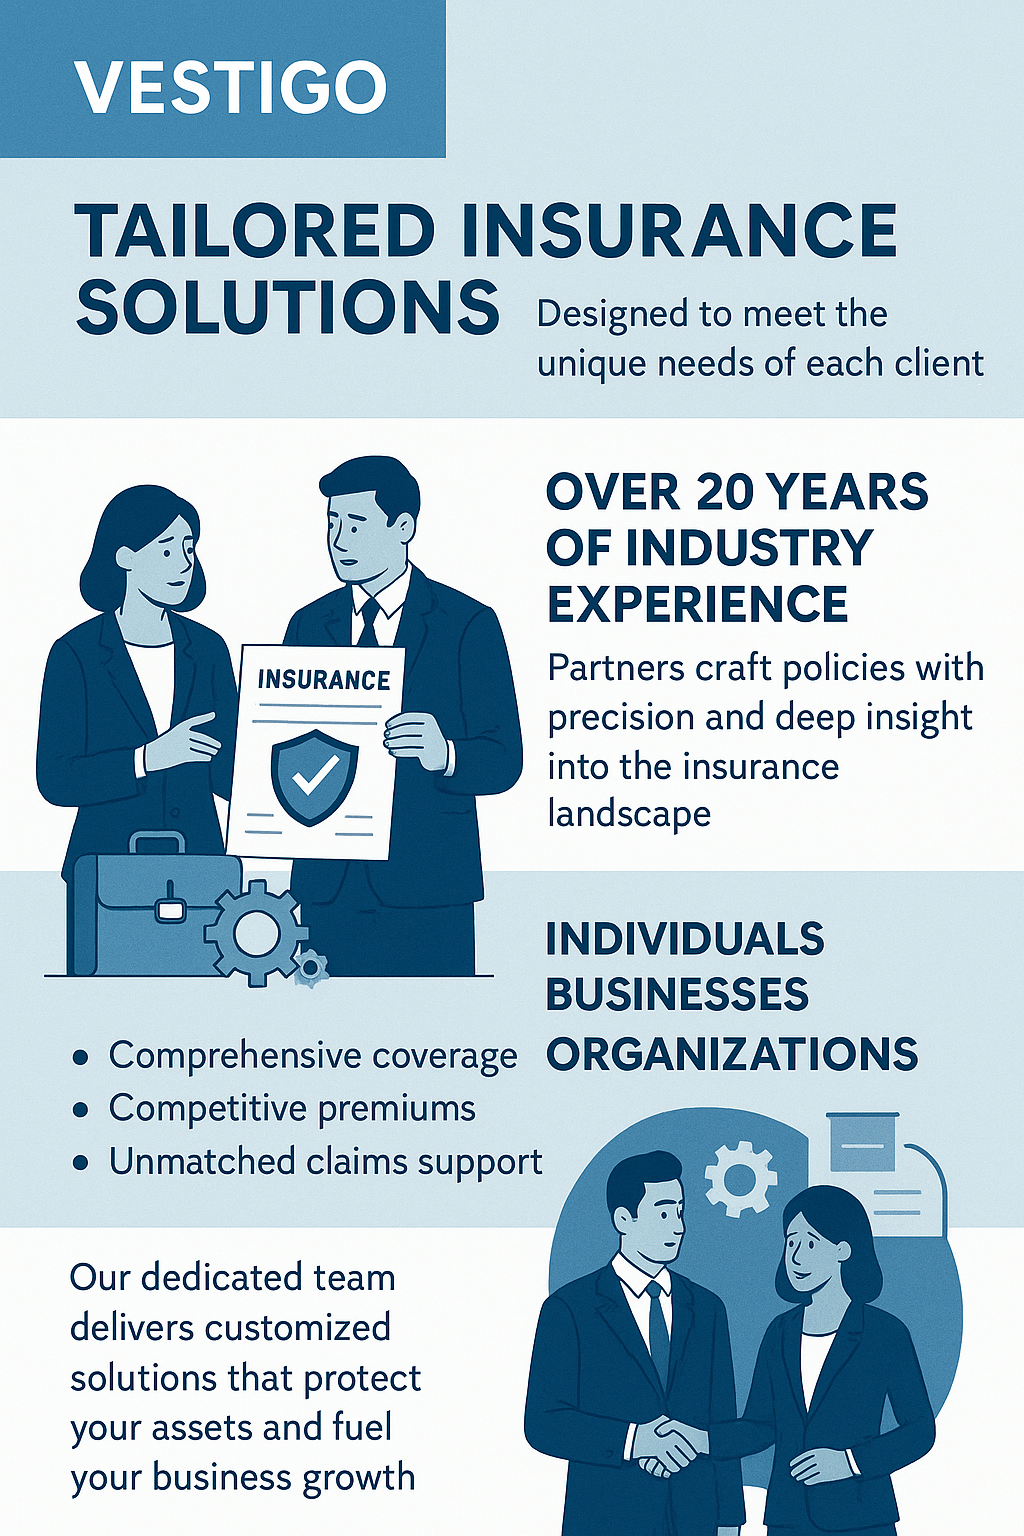 VESTIGO
TAILORED INSURANCE
SOLUTIONS
Designed to meet the
unique needs of each client
INSURANCE
OVER 20 YEARS
OF INDUSTRY
EXPERIENCE
Partners craft policies with
precision and deep insight
into the insurance
landscape
INDIVIDUALS
BUSINESSES
ORGANIZATIONS
• Comprehensive coverage
• Competitive premiums
• Unmatched claims support
Our dedicated team
delivers customized
solutions that protect
your assets and fuel
your business growth